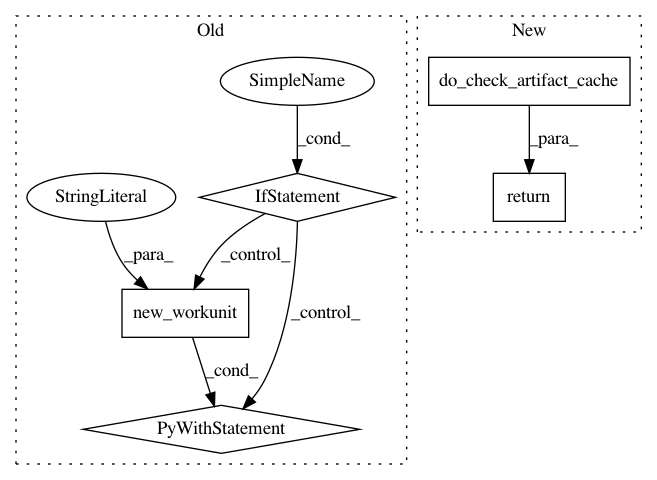 Old
New
SimpleName
do_check_artifact_cache
_cond_
_para_
StringLiteral
IfStatement
return
_para_
_control_
_control_
new_workunit
_cond_
PyWithStatement